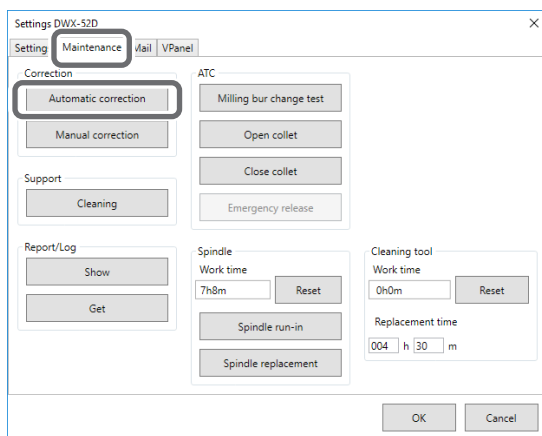 Settings DWX-52D
Setting Maintenance Mail VPanel
Correction
Automatic correction
Manual correction
Support
Cleaning
Report/Log
Show
Get
ATC
Milling bur change test
Open collet
Close collet
Emergency release
Spindle
Work time
7h8m Reset
Spindle run-in
Spindle replacement
Cleaning tool
Work time
0h0m Reset
Replacement time
004 h 30 m
OK Cancel